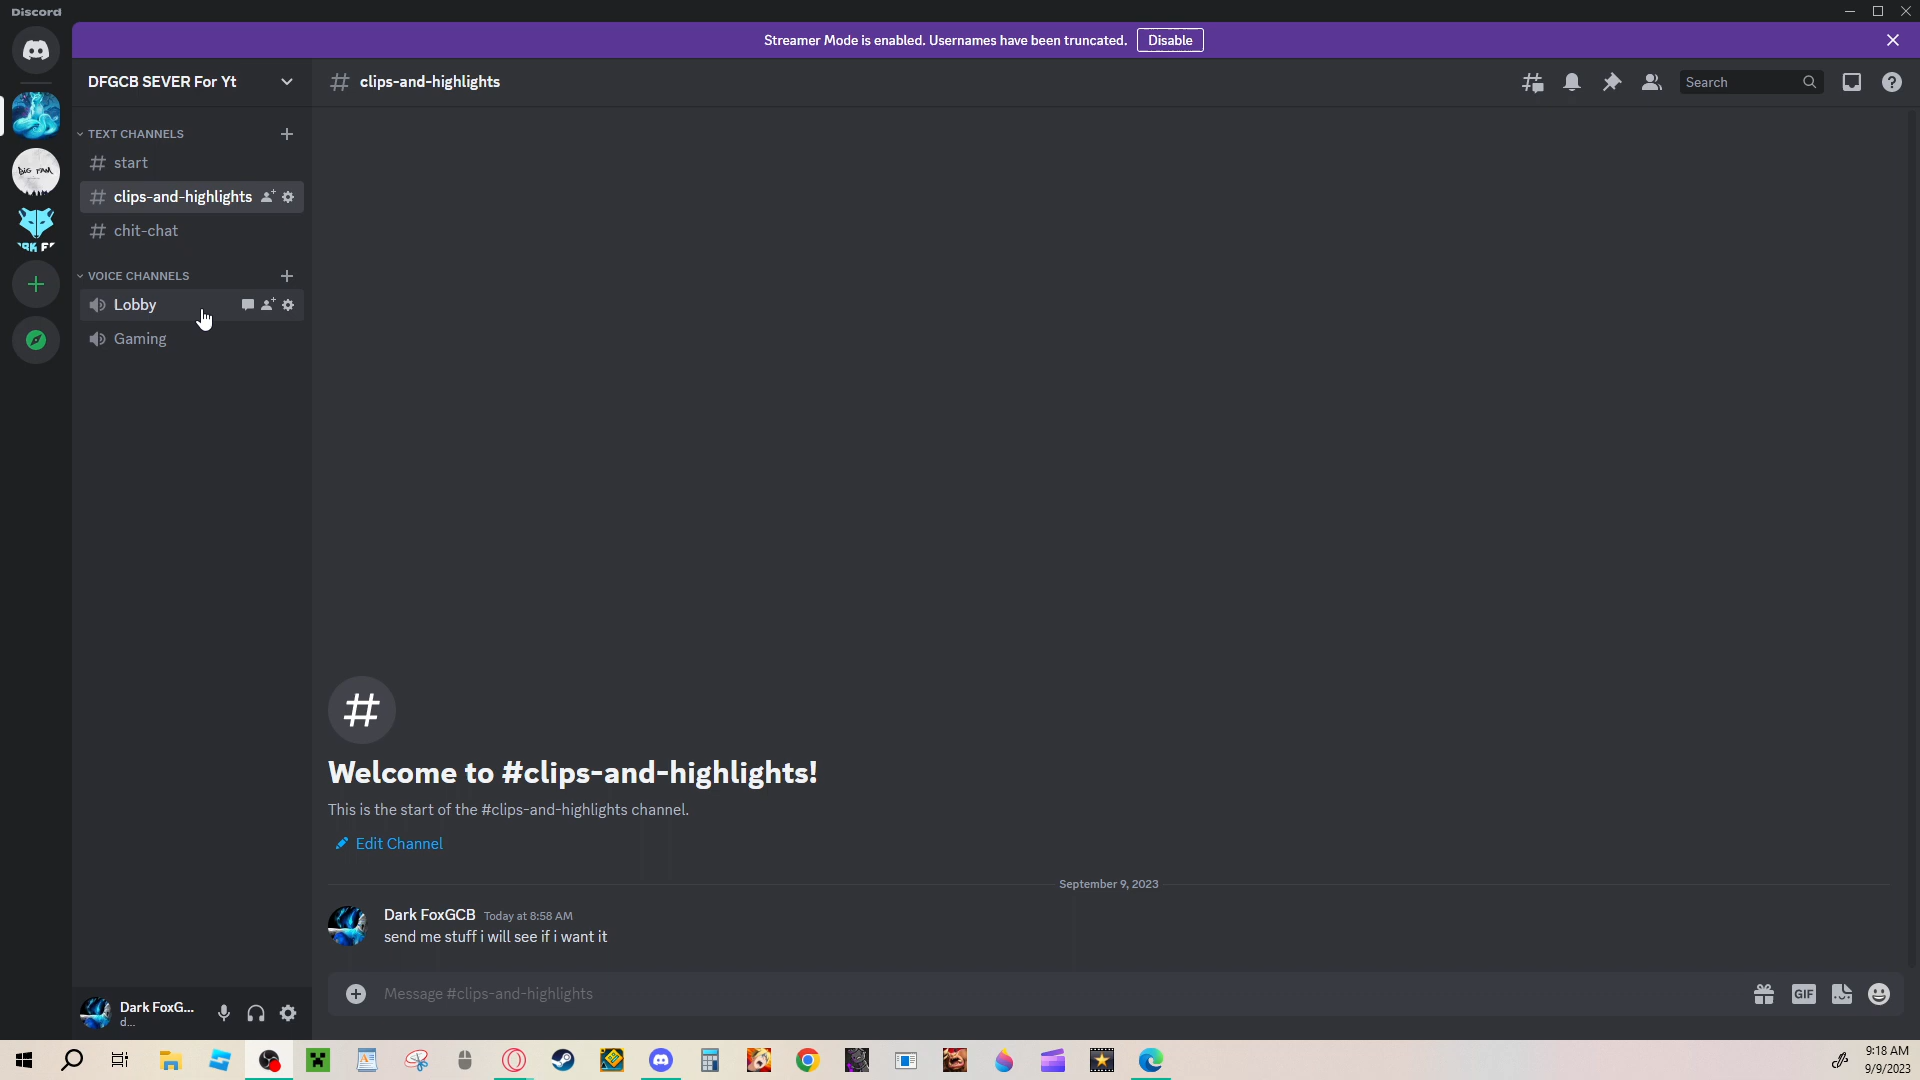 Discord
Streamer Mode is enabled. Usernames have been truncated. Disable
DFGCB SEVER For Yt
clips-and-highlights
Search
TEXT CHANNELS
start
clips-and-highlights
chit-chat
VOICE CHANNELS
Lobby
Gaming
BIG FAM
Welcome to #clips-and-highlights!
This is the start of the #clips-and-highlights channel.
Edit Channel
September 9, 2023
Dark FoxGCB Today at 8:58 AM
send me stuff i will see if i want it
Message #clips-and-highlights
GIF
Dark FoxG...
d...
9:18 AM
9/9/2023